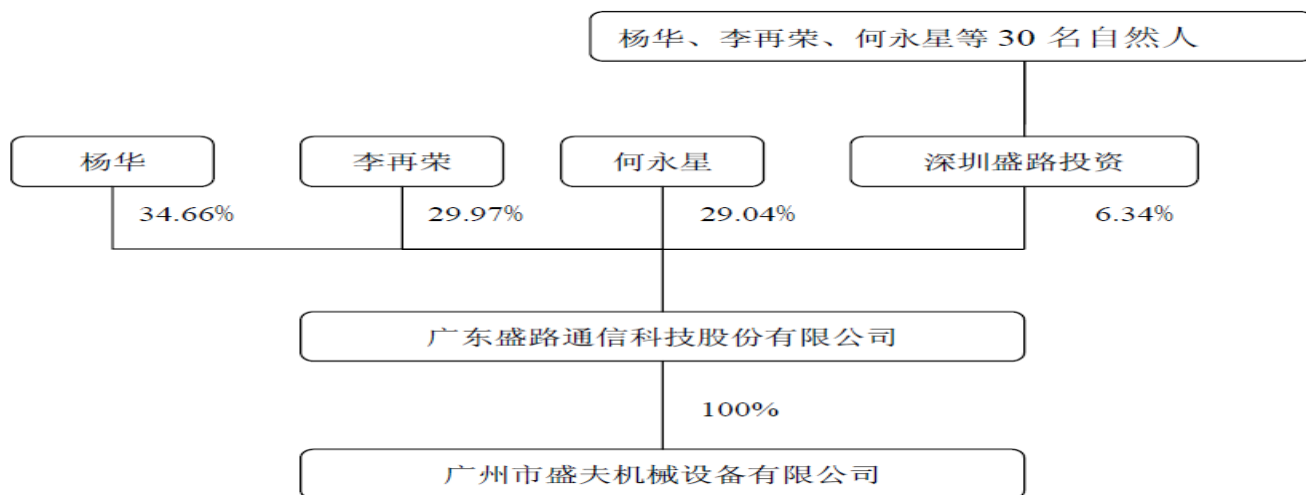 杨华、李再荣、何永星等 30 名自然人
杨华
李再荣
何永星
深圳盛路投资
34.66%
29.97%
29.04%
6.34%
广东盛路通信科技股份有限公司
100%
广州市盛夫机械设备有限公司